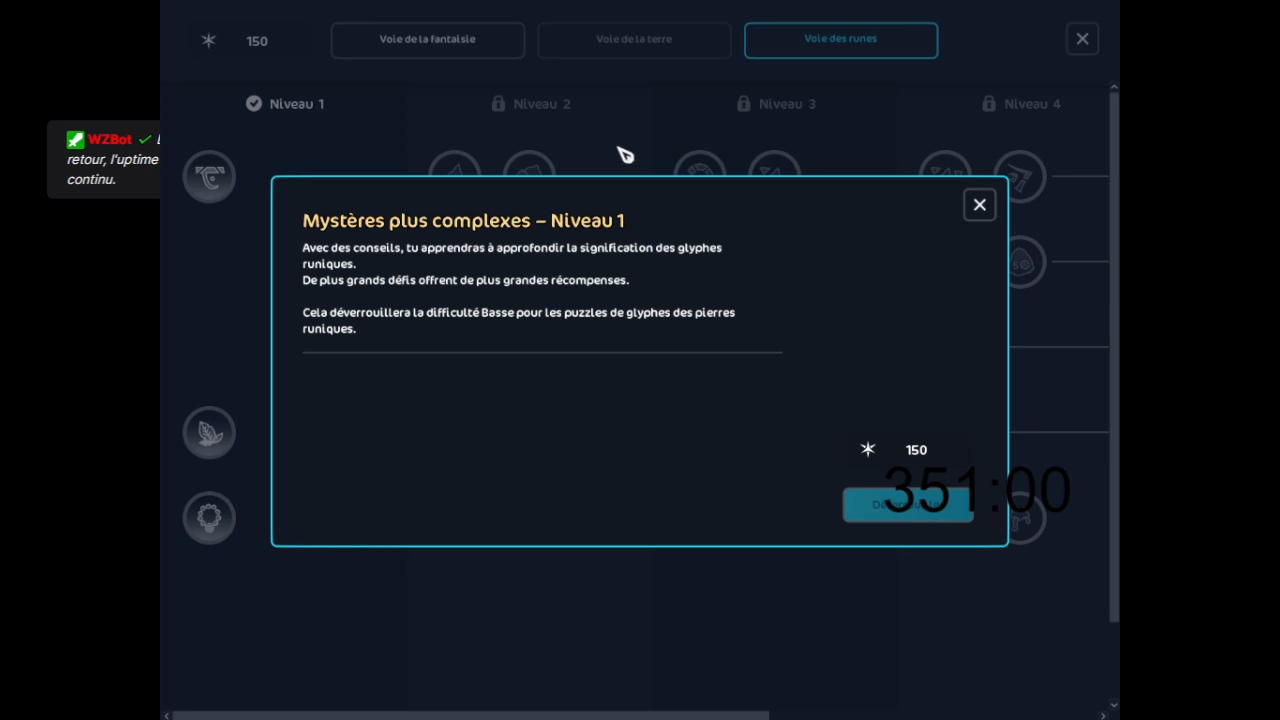 150
Voie de la fantaisie
Voie de la terre
Voie des runes
Niveau 1
Niveau 2
Niveau 3
Niveau 4
WZBot
retour, l'uptime
continu.
Mystères plus complexes – Niveau 1
Avec des conseils, tu apprendras à approfondir la signification des glyphes
runiques.
De plus grands défis offrent de plus grandes récompenses.
Cela déverrouillera la difficulté Basse pour les puzzles de glyphes des pierres
runiques.
150
351:00